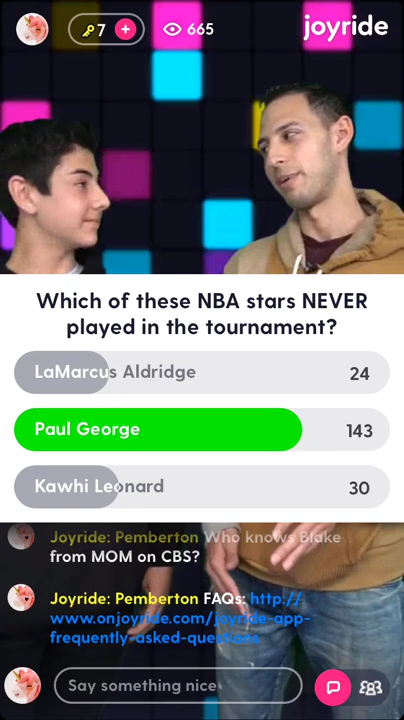 7 +
665
joyride
Which of these NBA stars NEVER
played in the tournament?
LaMarcus Aldridge 24
Paul George 143
Kawhi Leonard 30
Joyride: Pemberton Who knows Blake
from MOM on CBS?
Joyride: Pemberton FAQs: http://
www.onjoyride.com/joyride-app-
frequently-asked-questions
Say something nice